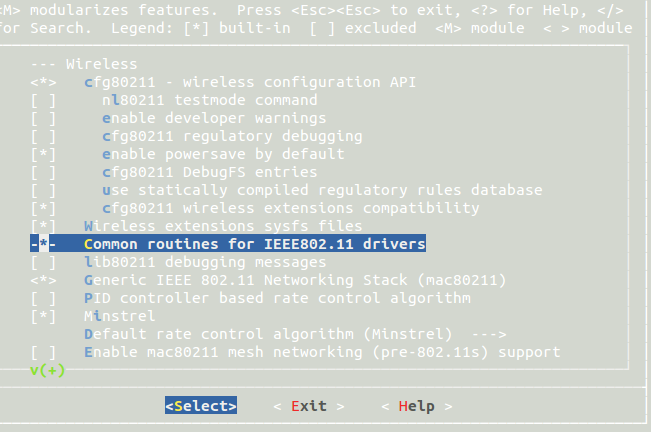 <M> modularizes features.  Press <Esc><Esc> to exit, <?> for Help, </>
for Search.  Legend: [*] built-in  [ ] excluded  <M> module  < > module
--- Wireless
<*>   cfg80211 - wireless configuration API
[ ]     nl80211 testmode command
[ ]     enable developer warnings
[ ]     cfg80211 regulatory debugging
[*]     enable powersave by default
[ ]     cfg80211 DebugFS entries
[ ]     use statically compiled regulatory rules database
[*]     cfg80211 wireless extensions compatibility
[*]   Wireless extensions sysfs files
-*-   Common routines for IEEE802.11 drivers
[ ]   lib80211 debugging messages
<*>   Generic IEEE 802.11 Networking Stack (mac80211)
[ ]   PID controller based rate control algorithm
[*]   Minstrel
      Default rate control algorithm (Minstrel)  --->
[ ]   Enable mac80211 mesh networking (pre-802.11s) support
v(+)
<Select>    < Exit >    < Help >